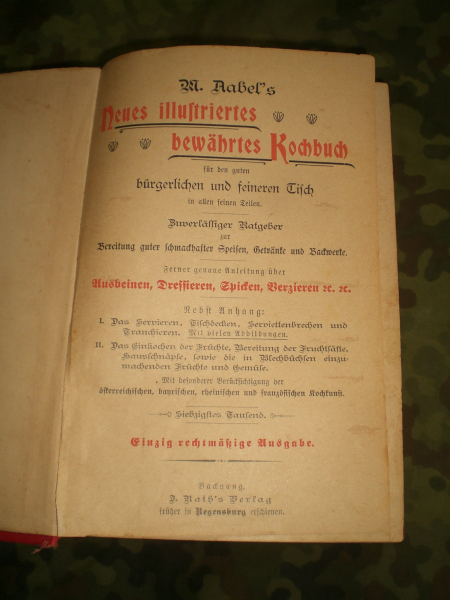 M. Rabel's
Neues illustriertes
bewährtes Kochbuch
für den guten
bürgerlichen und feineren Tisch
in allen seinen Teilen.
Zuverlässiger Ratgeber
zur
Bereitung guter schmackhafter Speisen, Getränke und Backwerke.
Ferner genaue Anleitung über
Ausbeinen, Dressieren, Spicken, Verzieren ꝛc. ꝛc.
Nebst Anhang:
I. Das Servieren, Tischdecken, Serviettenbrechen und
Tranchieren. Mit vielen Abbildungen.
II. Das Einkochen der Früchte, Bereitung der Fruchtsäfte,
Hausschnäpse, sowie die in Blechbüchsen einzu-
machenden Früchte und Gemüse.
Mit besonderer Berücksichtigung der
österreichischen, bayrischen, rheinischen und französischen Kochkunst.
Siebzigstes Tausend.
Einzig rechtmäßige Ausgabe.
Backnang.
J. Rath's Verlag
früher in Regensburg erschienen.